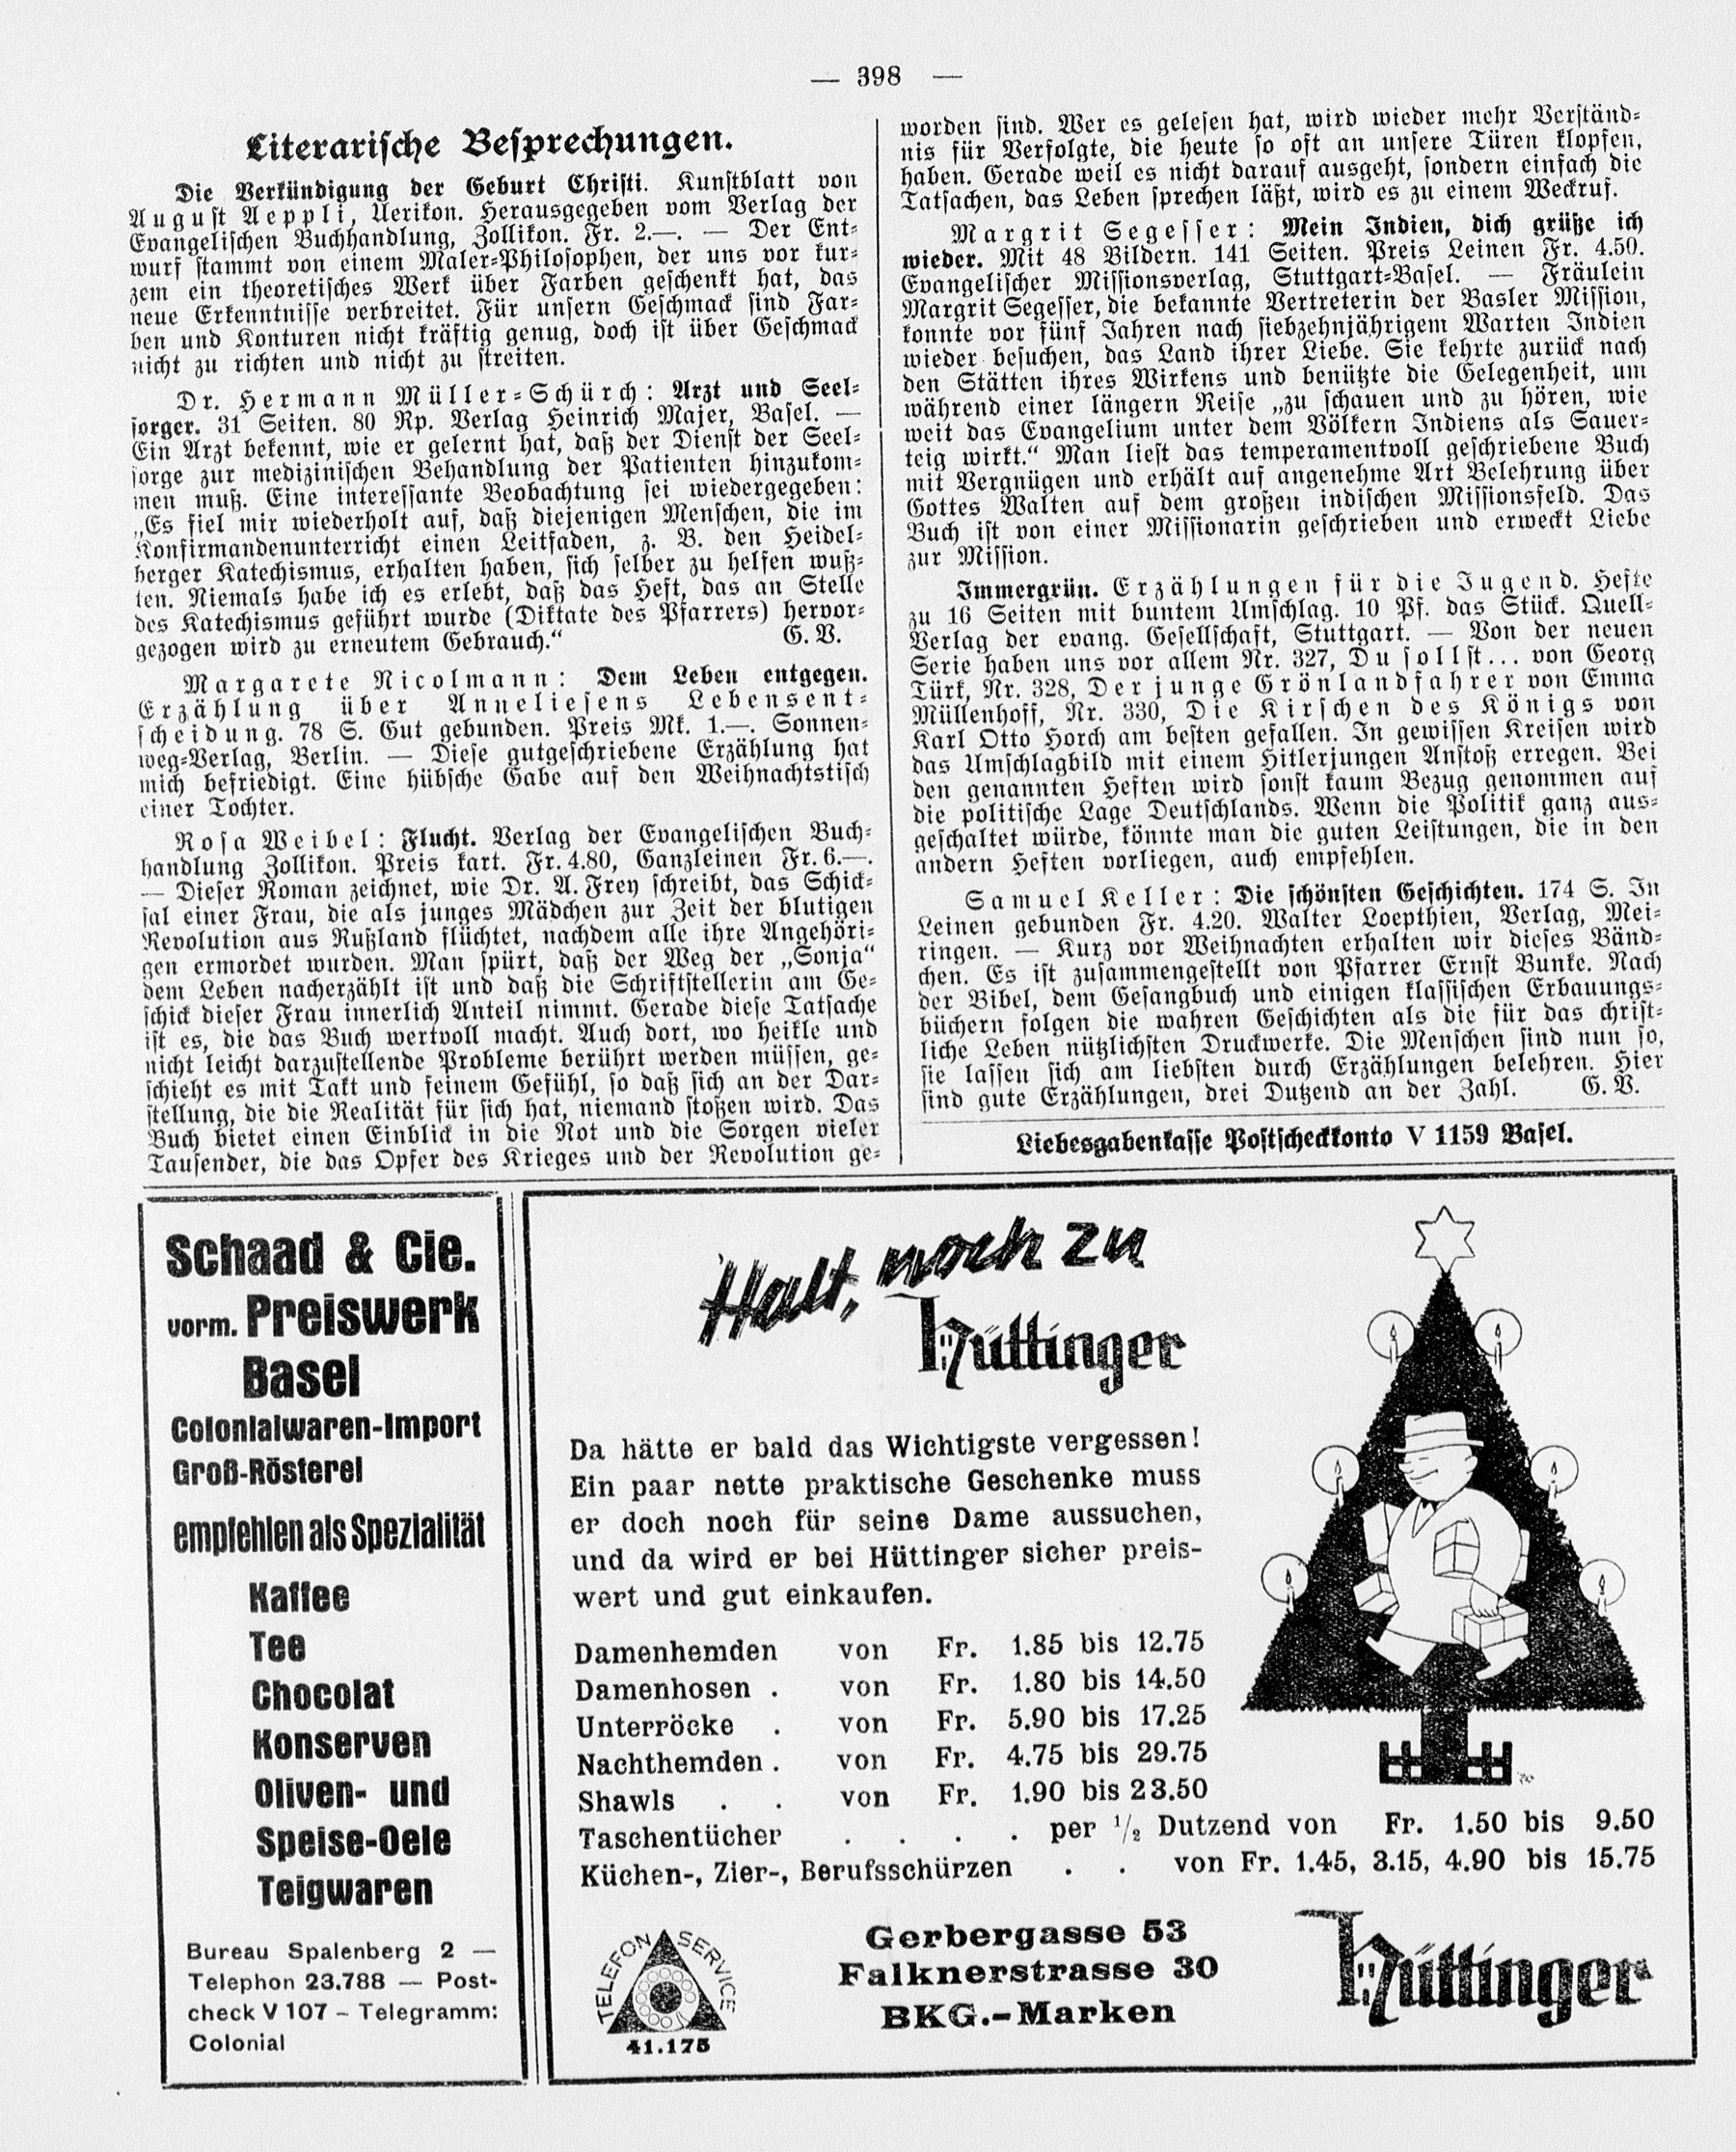 — 398 —
Literarische Besprechungen.
Die Verkündigung der Geburt Christi. Kunstblatt von
August Aeppli, Uerikon. Herausgegeben vom Verlag der
Evangelischen Buchhandlung, Zollikon. Fr. 2.—. — Der Ent-
wurf stammt von einem Maler-Philosophen, der uns vor kur-
zem ein theoretisches Werk über Farben geschenkt hat, das
neue Erkenntnisse verbreitet. Für unsern Geschmack sind Far-
ben und Konturen nicht kräftig genug, doch ist über Geschmack
nicht zu richten und nicht zu streiten.
Dr. Hermann Müller-Schürch: Arzt und Seel-
sorger. 31 Seiten. 80 Rp. Verlag Heinrich Majer, Basel. —
Ein Arzt bekennt, wie er gelernt hat, daß der Dienst der Seel-
sorge zur medizinischen Behandlung der Patienten hinzukom-
men muß. Eine interessante Beobachtung sei wiedergegeben:
„Es fiel mir wiederholt auf, daß diejenigen Menschen, die im
Konfirmandenunterricht einen Leitfaden, z. B. den Heidel-
berger Katechismus, erhalten haben, sich selber zu helfen wuß-
ten. Niemals habe ich es erlebt, daß das Heft, das an Stelle
des Katechismus geführt wurde (Diktate des Pfarrers) hervor-
gezogen wird zu erneutem Gebrauch.“ G. V.
Margarete Nicolmann: Dem Leben entgegen.
Erzählung über Anneliesens Lebensent-
scheidung. 78 S. Gut gebunden. Preis Mk. 1.—. Sonnen-
weg-Verlag, Berlin. — Diese gutgeschriebene Erzählung hat
mich befriedigt. Eine hübsche Gabe auf den Weihnachtstisch
einer Tochter.
Rosa Weibel: Flucht. Verlag der Evangelischen Buch-
handlung Zollikon. Preis kart. Fr. 4.80, Ganzleinen Fr. 6.—.
— Dieser Roman zeichnet, wie Dr. A. Frey schreibt, das Schick-
sal einer Frau, die als junges Mädchen zur Zeit der blutigen
Revolution aus Rußland flüchtet, nachdem alle ihre Angehöri-
gen ermordet wurden. Man spürt, daß der Weg der „Sonja“
dem Leben nacherzählt ist und daß die Schriftstellerin am Ge-
schick dieser Frau innerlich Anteil nimmt. Gerade diese Tatsache
ist es, die das Buch wertvoll macht. Auch dort, wo heikle und
nicht leicht darzustellende Probleme berührt werden müssen, ge-
schieht es mit Takt und feinem Gefühl, so daß sich an der Dar-
stellung, die die Realität für sich hat, niemand stoßen wird. Das
Buch bietet einen Einblick in die Not und die Sorgen vieler
Tausender, die das Opfer des Krieges und der Revolution ge-
worden sind. Wer es gelesen hat, wird wieder mehr Verständ-
nis für Verfolgte, die heute so oft an unsere Türen klopfen,
haben. Gerade weil es nicht darauf ausgeht, sondern einfach die
Tatsachen, das Leben sprechen läßt, wird es zu einem Weckruf.
Margrit Segesser: Mein Indien, dich grüße ich
wieder. Mit 48 Bildern. 141 Seiten. Preis Leinen Fr. 4.50.
Evangelischer Missionsverlag, Stuttgart-Basel. — Fräulein
Margrit Segesser, die bekannte Vertreterin der Basler Mission,
konnte vor fünf Jahren nach siebzehnjährigem Warten Indien
wieder besuchen, das Land ihrer Liebe. Sie kehrte zurück nach
den Stätten ihres Wirkens und benützte die Gelegenheit, um
während einer längern Reise „zu schauen und zu hören, wie
weit das Evangelium unter dem Völkern Indiens als Sauer-
teig wirkt.“ Man liest das temperamentvoll geschriebene Buch
mit Vergnügen und erhält auf angenehme Art Belehrung über
Gottes Walten auf dem großen indischen Missionsfeld. Das
Buch ist von einer Missionarin geschrieben und erweckt Liebe
zur Mission.
Immergrün. Erzählungen für die Jugend. Hefte
zu 16 Seiten mit buntem Umschlag. 10 Pf. das Stück. Quell-
Verlag der evang. Gesellschaft, Stuttgart. — Von der neuen
Serie haben uns vor allem Nr. 327, Du sollst... von Georg
Türk, Nr. 328, Der junge Grönlandfahrer von Emma
Müllenhoff, Nr. 330, Die Kirschen des Königs von
Karl Otto Horch am besten gefallen. In gewissen Kreisen wird
das Umschlagbild mit einem Hitlerjungen Anstoß erregen. Bei
den genannten Heften wird sonst kaum Bezug genommen auf
die politische Lage Deutschlands. Wenn die Politik ganz aus-
geschaltet würde, könnte man die guten Leistungen, die in den
andern Heften vorliegen, auch empfehlen.
Samuel Keller: Die schönsten Geschichten. 174 S. In
Leinen gebunden Fr. 4.20. Walter Loepthien, Verlag, Mei-
ringen. — Kurz vor Weihnachten erhalten wir dieses Bänd-
chen. Es ist zusammengestellt von Pfarrer Ernst Bunke. Nach
der Bibel, dem Gesangbuch und einigen klassischen Erbauungs-
büchern folgen die wahren Geschichten als die für das christ-
liche Leben nützlichsten Druckwerke. Die Menschen sind nun so,
sie lassen sich am liebsten durch Erzählungen belehren. Hier
sind gute Erzählungen, drei Dutzend an der Zahl. G. V.
Liebesgabenkasse Postscheckkonto V 1159 Basel.
Schaad & Cie.
vorm. Preiswerk
Basel
Colonialwaren-Import
Groß-Rösterei
empfehlen als Spezialität
Kaffee
Tee
Chocolat
Konserven
Oliven- und
Speise-Oele
Teigwaren
Bureau Spalenberg 2 —
Telephon 23.788 — Post-
check V 107 – Telegramm:
Colonial
Halt, noch zu
Hüttinger
Da hätte er bald das Wichtigste vergessen!
Ein paar nette praktische Geschenke muss
er doch noch für seine Dame aussuchen,
und da wird er bei Hüttinger sicher preis-
wert und gut einkaufen.
Damenhemden von Fr. 1.85 bis 12.75
Damenhosen . von Fr. 1.80 bis 14.50
Unterröcke . von Fr. 5.90 bis 17.25
Nachthemden . von Fr. 4.75 bis 29.75
Shawls . . von Fr. 1.90 bis 23.50
Taschentücher . . . . per 1/2 Dutzend von Fr. 1.50 bis 9.50
Küchen-, Zier-, Berufsschürzen . . von Fr. 1.45, 3.15, 4.90 bis 15.75
TELEFON SERVICE
41.175
Gerbergasse 53
Falknerstrasse 30
BKG.-Marken
Hüttinger